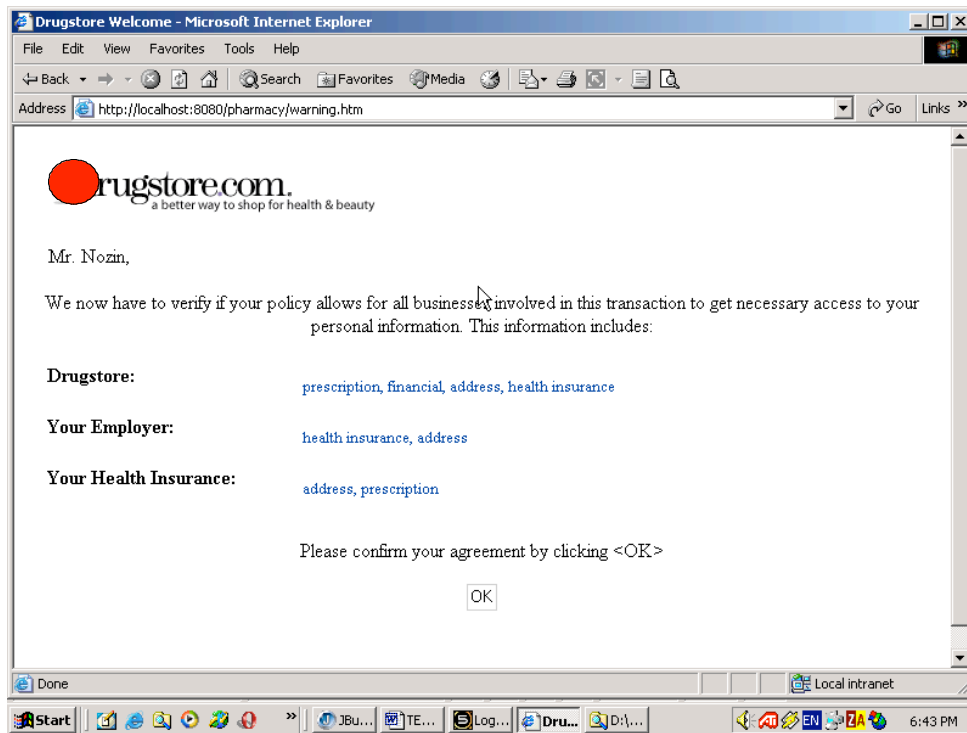 Drugstore Welcome - Microsoft Internet Explorer
File Edit View Favorites Tools Help
Back Search Favorites Media
Address http://localhost:8080/pharmacy/warning.htm Go Links »
rugstore.com.
a better way to shop for health & beauty
Mr. Nozin,
We now have to verify if your policy allows for all businesses involved in this transaction to get necessary access to your
personal information. This information includes:
Drugstore: prescription, financial, address, health insurance
Your Employer: health insurance, address
Your Health Insurance: address, prescription
Please confirm your agreement by clicking <OK>
OK
Done Local intranet
Start » JBu... TE... Log... Dru... D:\... EN ZA 6:43 PM